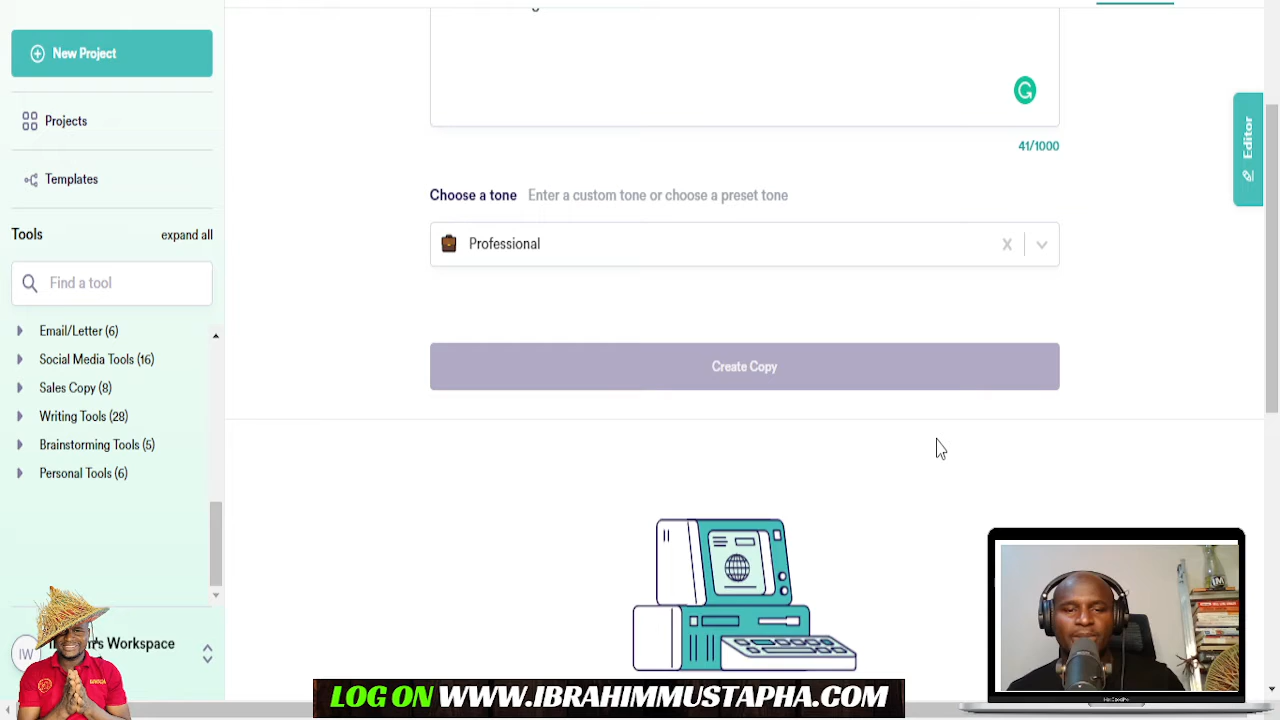 New Project
Projects
Templates
Tools
expand all
Find a tool
Email/Letter (6)
Social Media Tools (16)
Sales Copy (8)
Writing Tools (28)
Brainstorming Tools (5)
Personal Tools (6)
IW
Workspace
G
41/1000
Choose a tone Enter a custom tone or choose a preset tone
Professional
X
Create Copy
Editor
IM
LOG ON WWW.IBRAHIMMUSTAPHA.COM